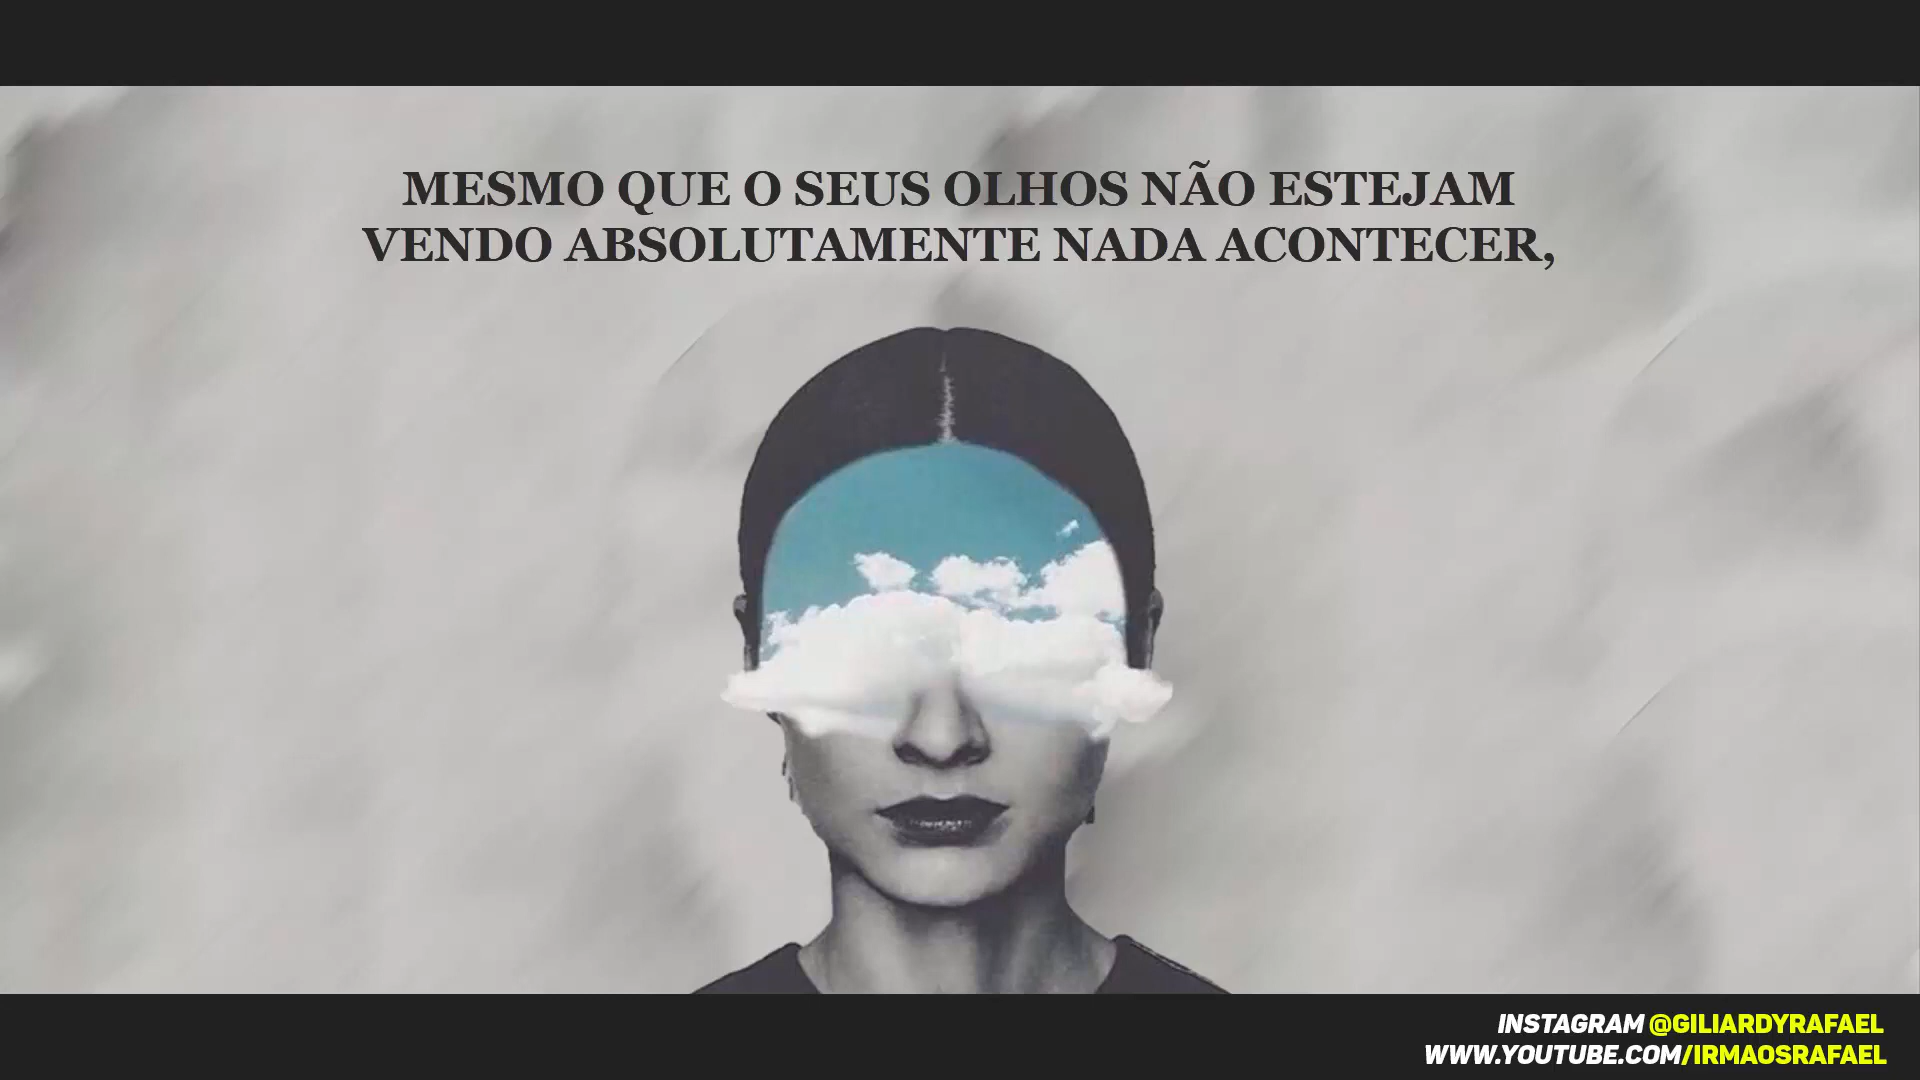 MESMO QUE O SEUS OLHOS NÃO ESTEJAM
VENDO ABSOLUTAMENTE NADA ACONTECER,
INSTAGRAM @GILIARDYRAFAEL
WWW.YOUTUBE.COM/IRMAOSRAFAEL